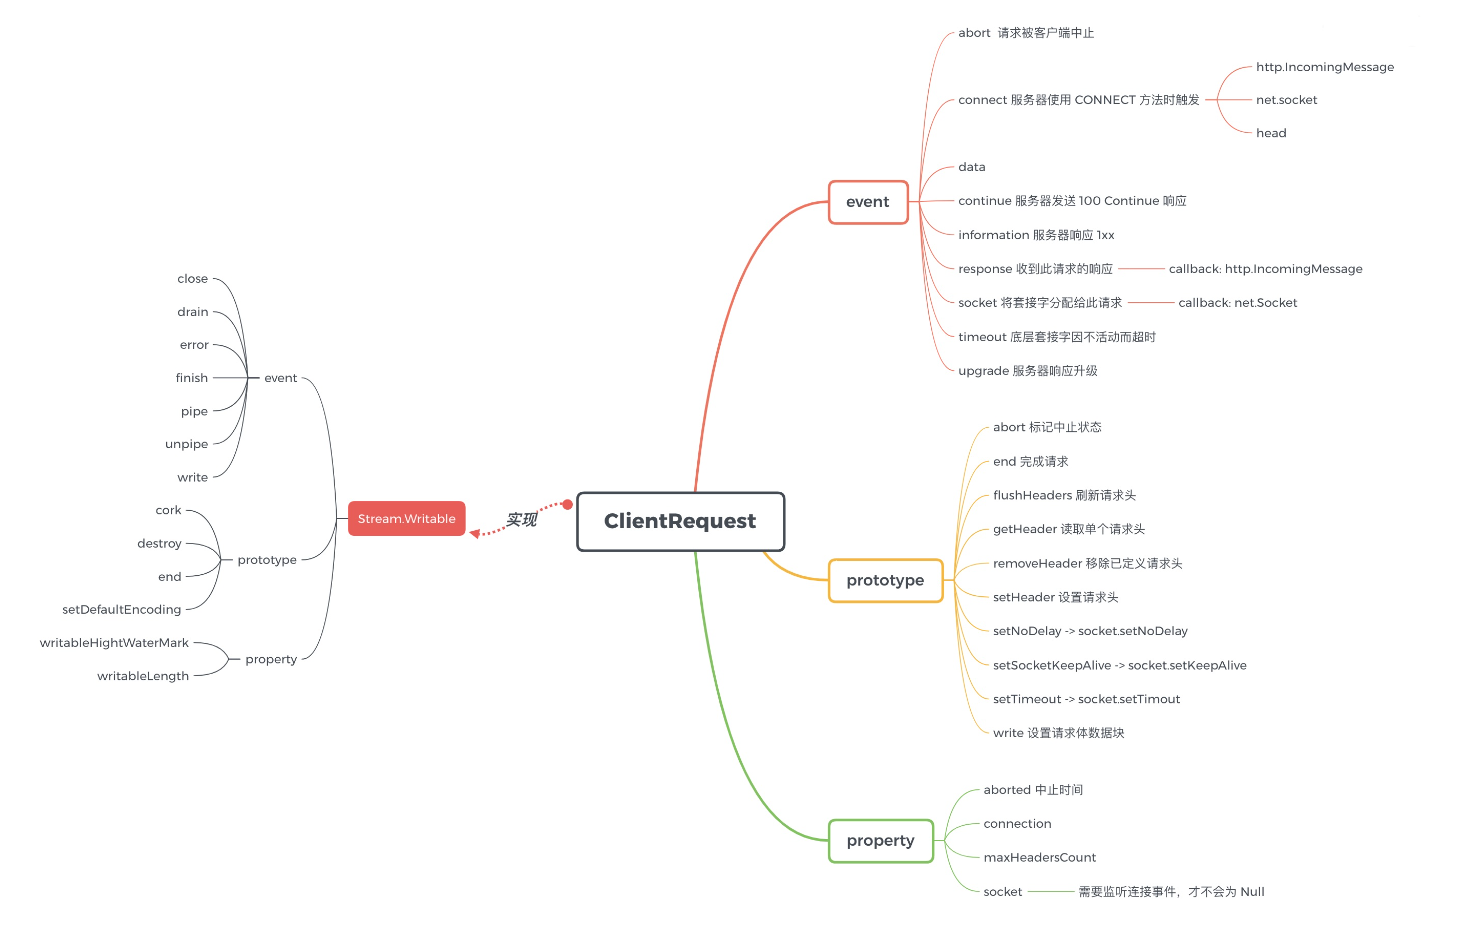 ClientRequest
event
abort 请求被客户端中止
connect 服务器使用 CONNECT 方法时触发
http.IncomingMessage
net.socket
head
data
continue 服务器发送 100 Continue 响应
information 服务器响应 1xx
response 收到此请求的响应
callback: http.IncomingMessage
socket 将套接字分配给此请求
callback: net.Socket
timeout 底层套接字因不活动而超时
upgrade 服务器响应升级
prototype
abort 标记中止状态
end 完成请求
flushHeaders 刷新请求头
getHeader 读取单个请求头
removeHeader 移除已定义请求头
setHeader 设置请求头
setNoDelay -> socket.setNoDelay
setSocketKeepAlive -> socket.setKeepAlive
setTimeout -> socket.setTimout
write 设置请求体数据块
property
aborted 中止时间
connection
maxHeadersCount
socket
需要监听连接事件，才不会为 Null
实现
Stream.Writable
event
close
drain
error
finish
pipe
unpipe
write
prototype
cork
destroy
end
setDefaultEncoding
property
writableHightWaterMark
writableLength